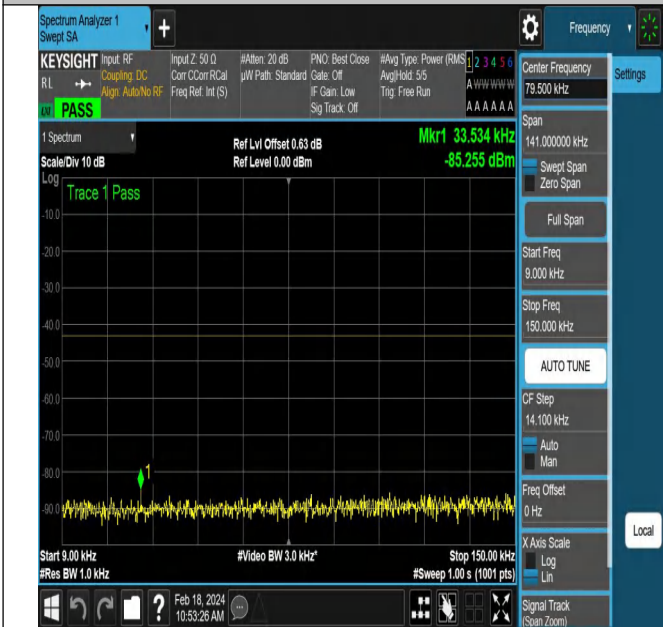 Spectrum Analyzer 1
Swept SA
+
Frequency
KEYSIGHT
RL
PASS
Input: RF
Coupling: DC
Align: Auto/No RF
Input Z: 50 Ω
Corr CCorr RCal
Freq Ref: Int (S)
#Atten: 20 dB
µW Path: Standard
PNO: Best Close
Gate: Off
IF Gain: Low
Sig Track: Off
#Avg Type: Power (RMS
Avg|Hold: 5/5
Trig: Free Run
1 2 3 4 5 6
A W W W W W
A A A A A A
1 Spectrum
Scale/Div 10 dB
Log
Ref Lvl Offset 0.63 dB
Ref Level 0.00 dBm
Mkr1 33.534 kHz
-85.255 dBm
Trace 1 Pass
-10.0
-20.0
-30.0
-40.0
-50.0
-60.0
-70.0
-80.0
-90.0
1
Start 9.00 kHz
#Res BW 1.0 kHz
#Video BW 3.0 kHz*
Stop 150.00 kHz
#Sweep 1.00 s (1001 pts)
Feb 18, 2024
10:53:26 AM
?
Center Frequency
79.500 kHz
Span
141.000000 kHz
Swept Span
Zero Span
Full Span
Start Freq
9.000 kHz
Stop Freq
150.000 kHz
AUTO TUNE
CF Step
14.100 kHz
Auto
Man
Freq Offset
0 Hz
X Axis Scale
Log
Lin
Signal Track
(Span Zoom)
Settings
Local